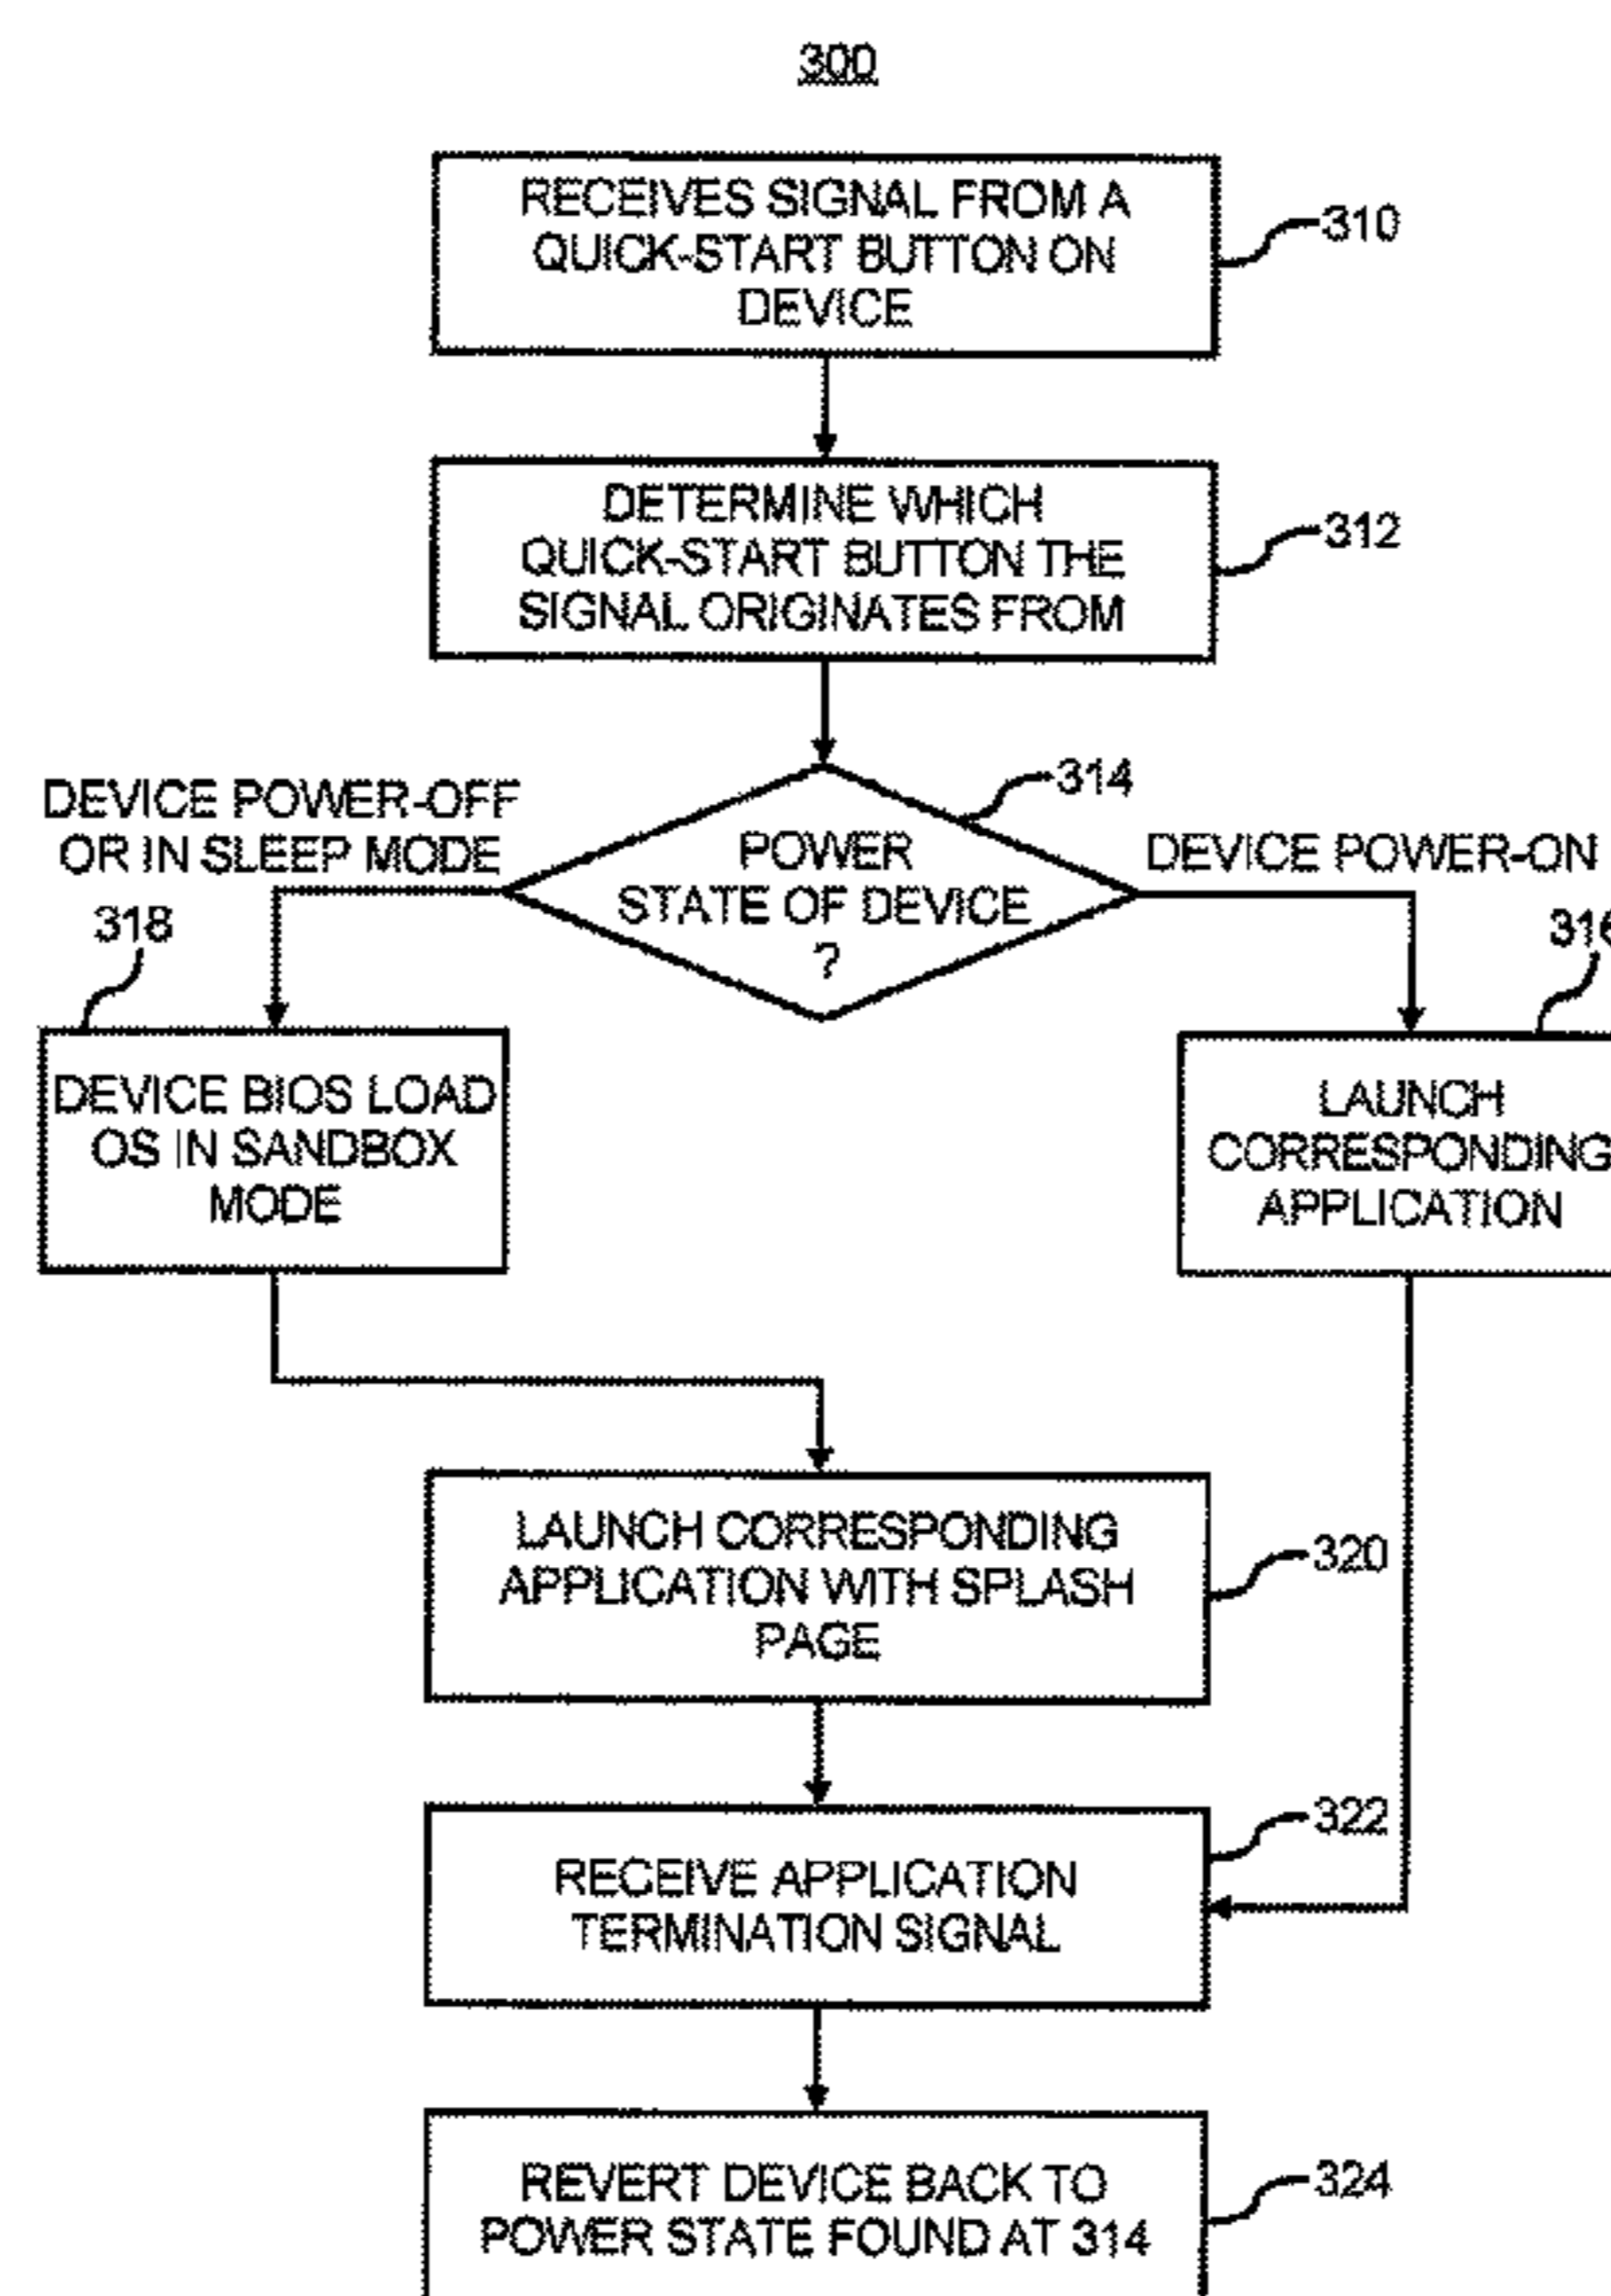 300
RECEIVES SIGNAL FROM A
QUICK-START BUTTON ON
DEVICE
310
DETERMINE WHICH
QUICK-START BUTTON THE
SIGNAL ORIGINATES FROM
312
314
DEVICE POWER-OFF
OR IN SLEEP MODE
POWER
STATE OF DEVICE
?
DEVICE POWER-ON
318
316
DEVICE BIOS LOAD
OS IN SANDBOX
MODE
LAUNCH
CORRESPONDING
APPLICATION
LAUNCH CORRESPONDING
APPLICATION WITH SPLASH
PAGE
320
322
RECEIVE APPLICATION
TERMINATION SIGNAL
REVERT DEVICE BACK TO
POWER STATE FOUND AT 314
324